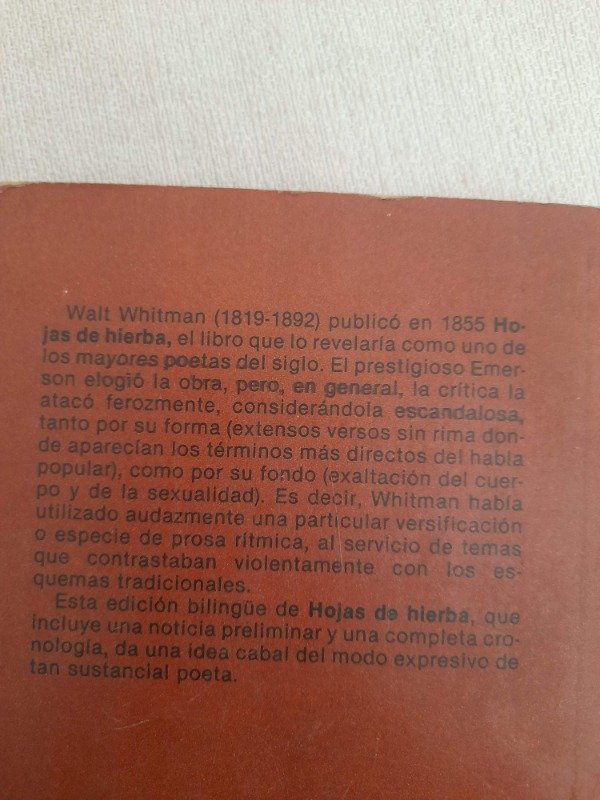 Walt Whitman (1819-1892) publicó en 1855 Ho-
jas de hierba, el libro que lo revelaría como uno de
los mayores poetas del siglo. El prestigioso Emer-
son elogió la obra, pero, en general, la crítica la
atacó ferozmente, considerándola escandalosa,
tanto por su forma (extensos versos sin rima don-
de aparecían los términos más directos del habla
popular), como por su fondo (exaltación del cuer-
po y de la sexualidad). Es decir, Whitman había
utilizado audazmente una particular versificación
o especie de prosa rítmica, al servicio de temas
que contrastaban violentamente con los es-
quemas tradicionales.
Esta edición bilingüe de Hojas de hierba, que
incluye una noticia preliminar y una completa cro-
nología, da una idea cabal del modo expresivo de
tan sustancial poeta.